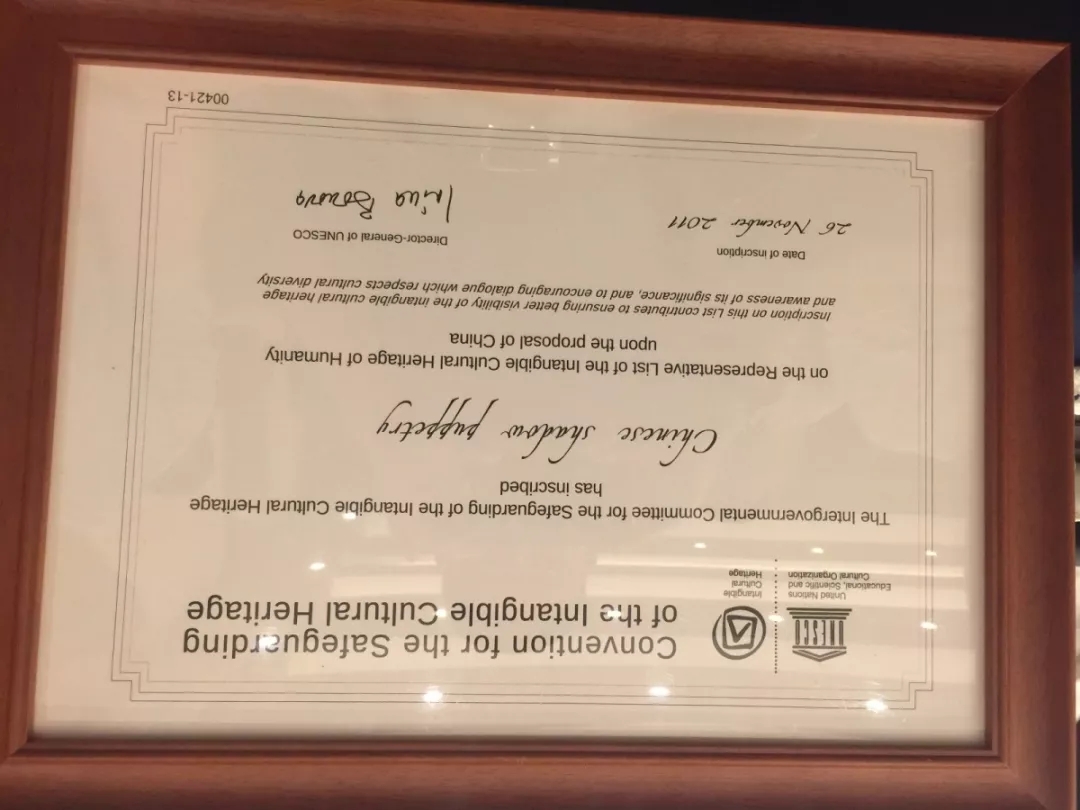 UNESCO
United Nations
Educational, Scientific and
Cultural Organization
Intangible
Cultural
Heritage
Convention for the Safeguarding
of the Intangible Cultural Heritage
The Intergovernmental Committee for the Safeguarding of the Intangible Cultural Heritage
has inscribed
Chinese shadow puppetry
on the Representative List of the Intangible Cultural Heritage of Humanity
upon the proposal of China
Inscription on this List contributes to ensuring better visibility of the intangible cultural heritage
and awareness of its significance, and to encouraging dialogue which respects cultural diversity
Date of inscription
26 November 2011
Director-General of UNESCO
Irina Bokova
00421-13